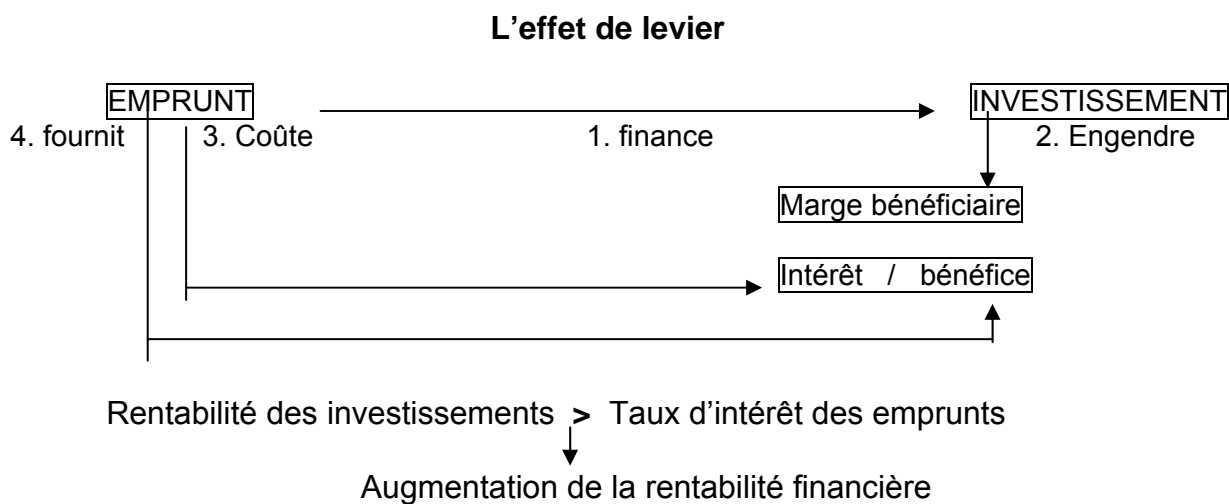 L'effet de levier
EMPRUNT INVESTISSEMENT
4. fournit 3. Coûte 1. finance 2. Engendre
Marge bénéficiaire
Intérêt / bénéfice
Rentabilité des investissements > Taux d'intérêt des emprunts
Augmentation de la rentabilité financière